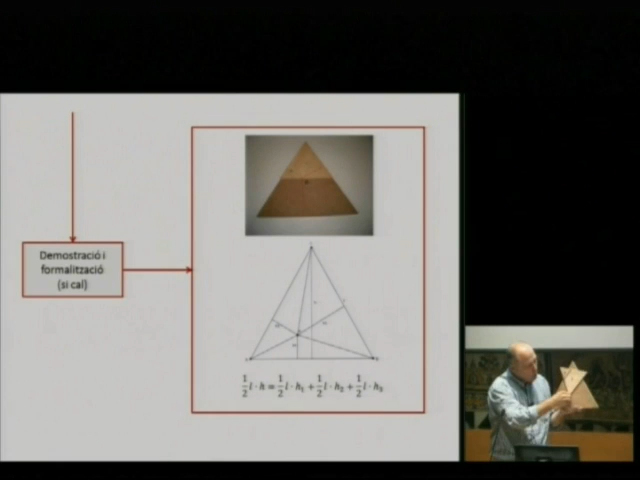 Demostració i
formalització
(si cal)
1/2 l · h = 1/2 l · h₁ + 1/2 l · h₂ + 1/2 l · h₃